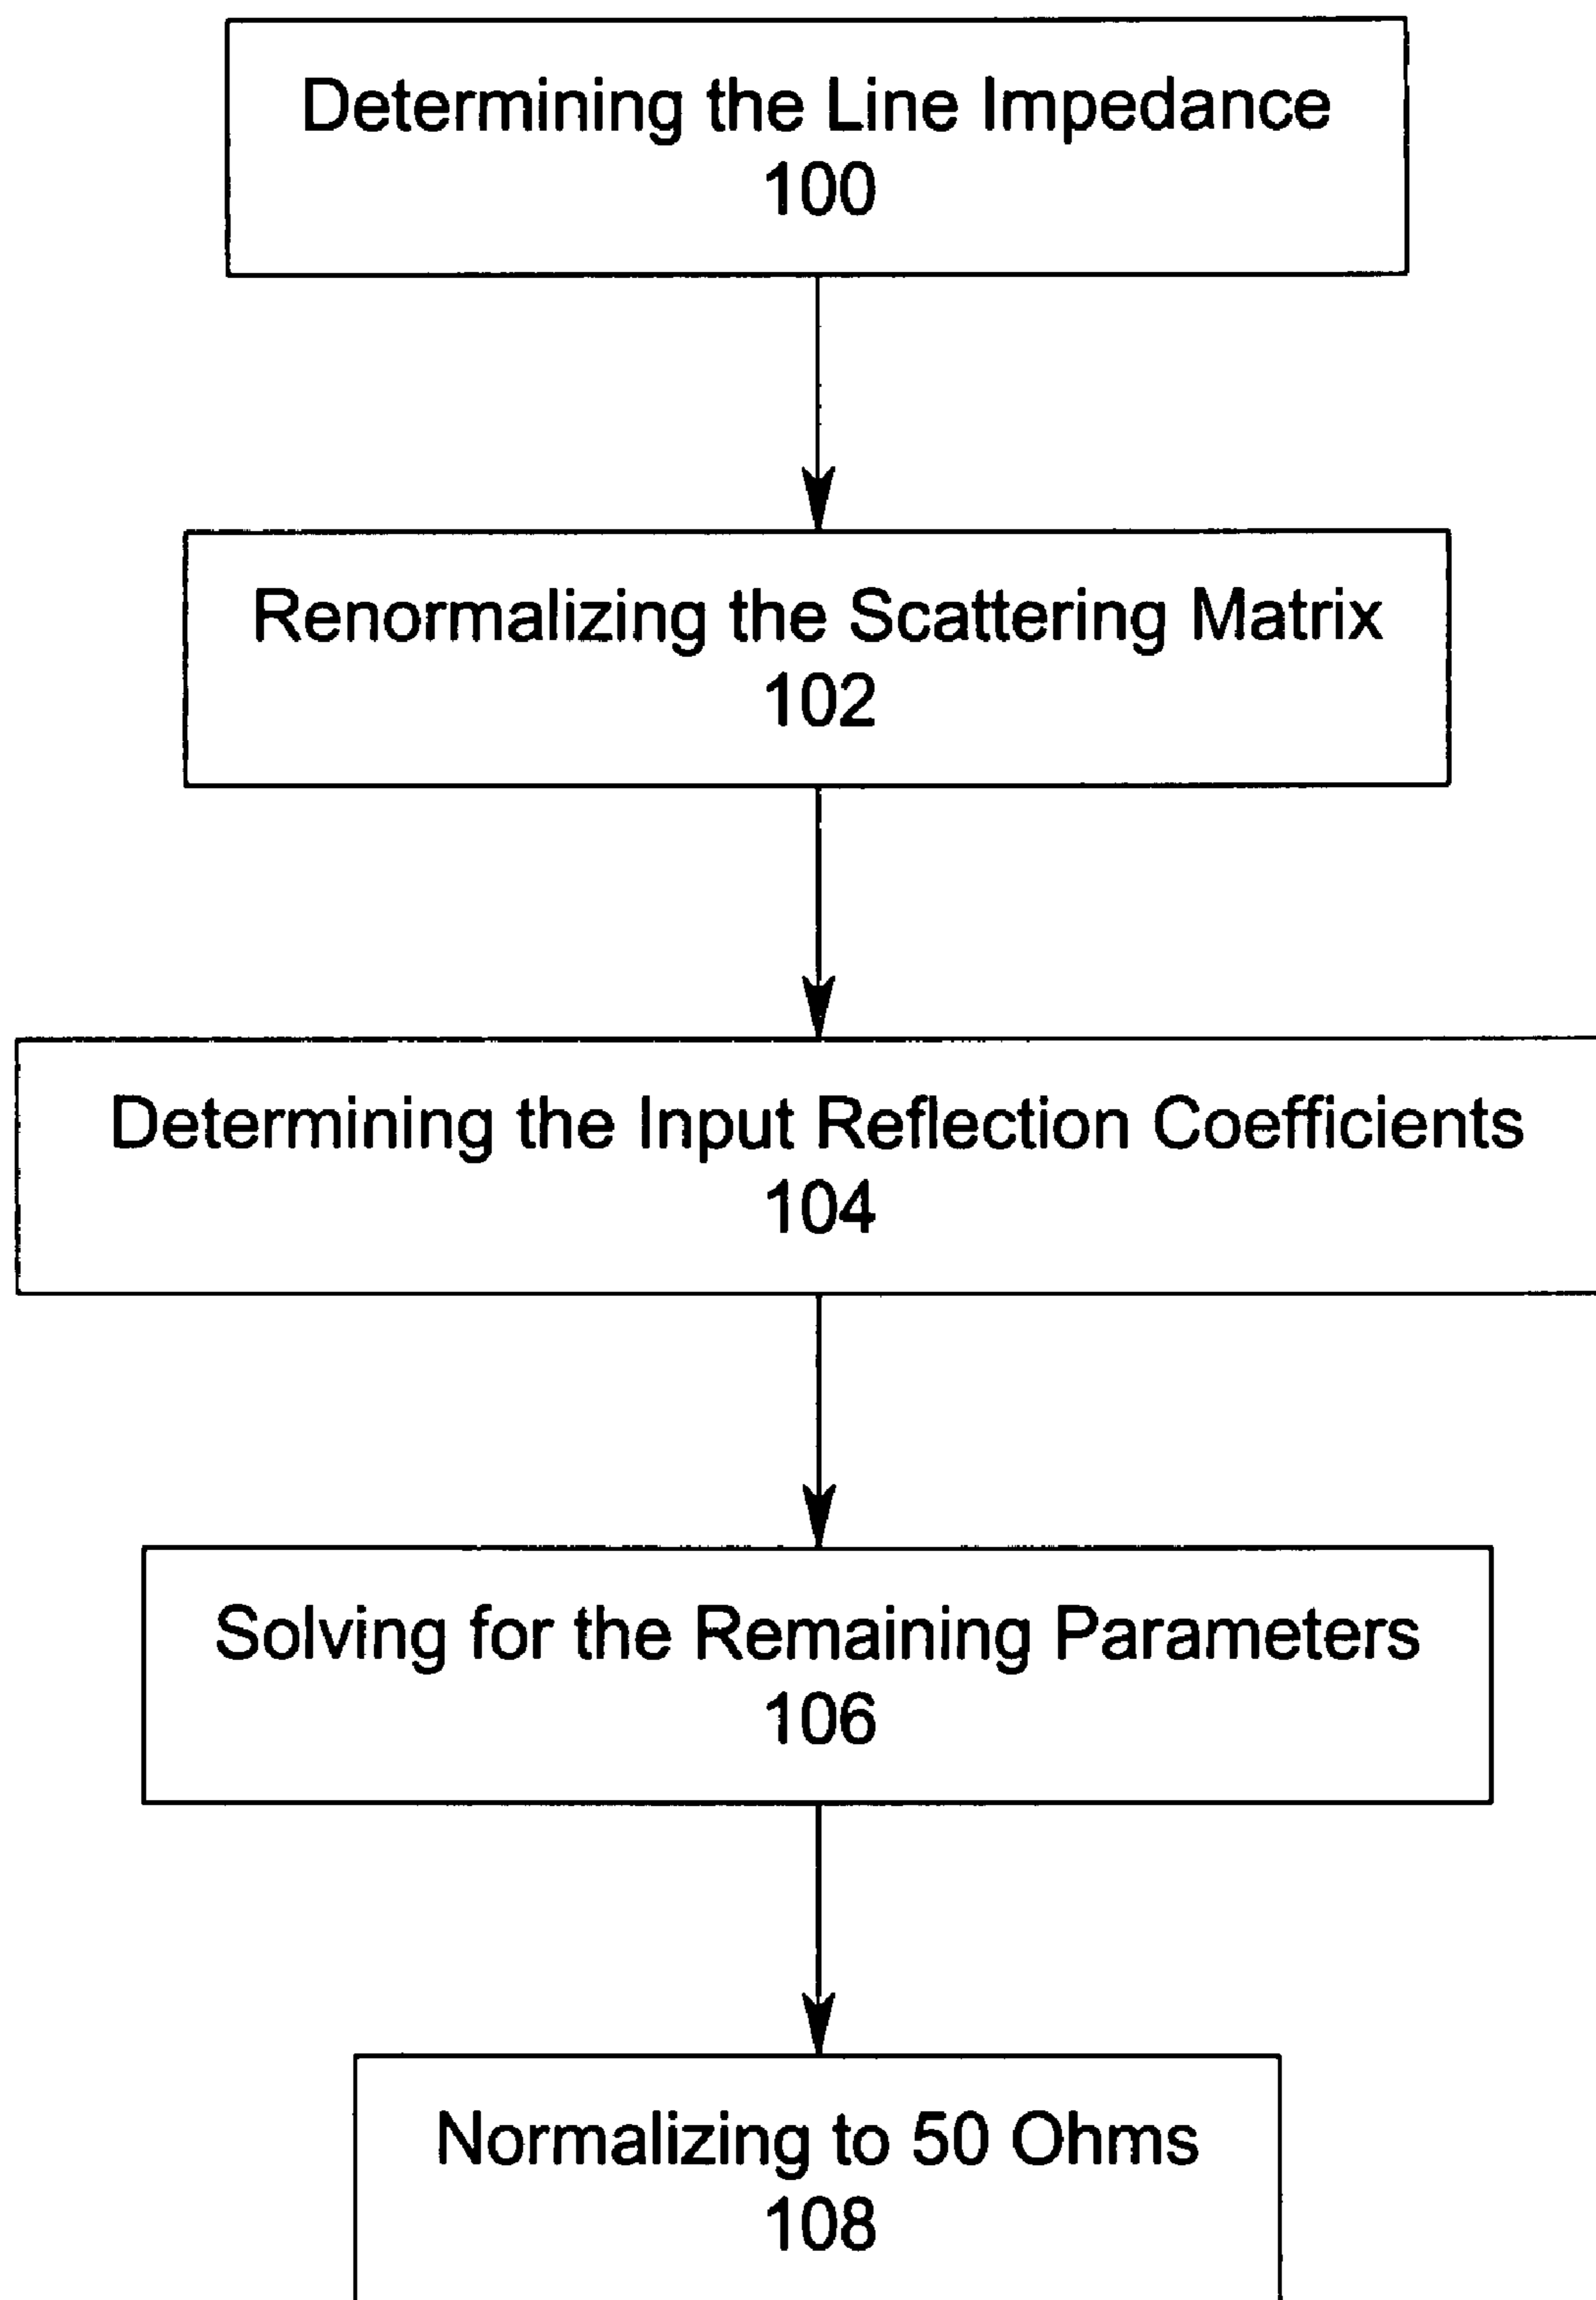 Determining the Line Impedance
100
Renormalizing the Scattering Matrix
102
Determining the Input Reflection Coefficients
104
Solving for the Remaining Parameters
106
Normalizing to 50 Ohms
108